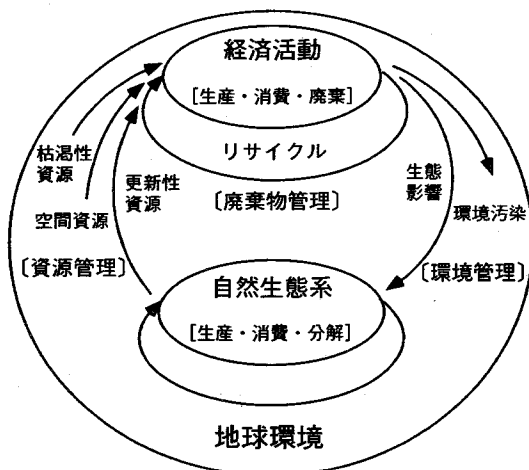 経済活動
[生産・消費・廃棄]
リサイクル
枯渇性
資源
更新性
資源
空間資源
〔廃棄物管理〕
生態
影響
環境汚染
〔資源管理〕
〔環境管理〕
自然生態系
[生産・消費・分解]
地球環境